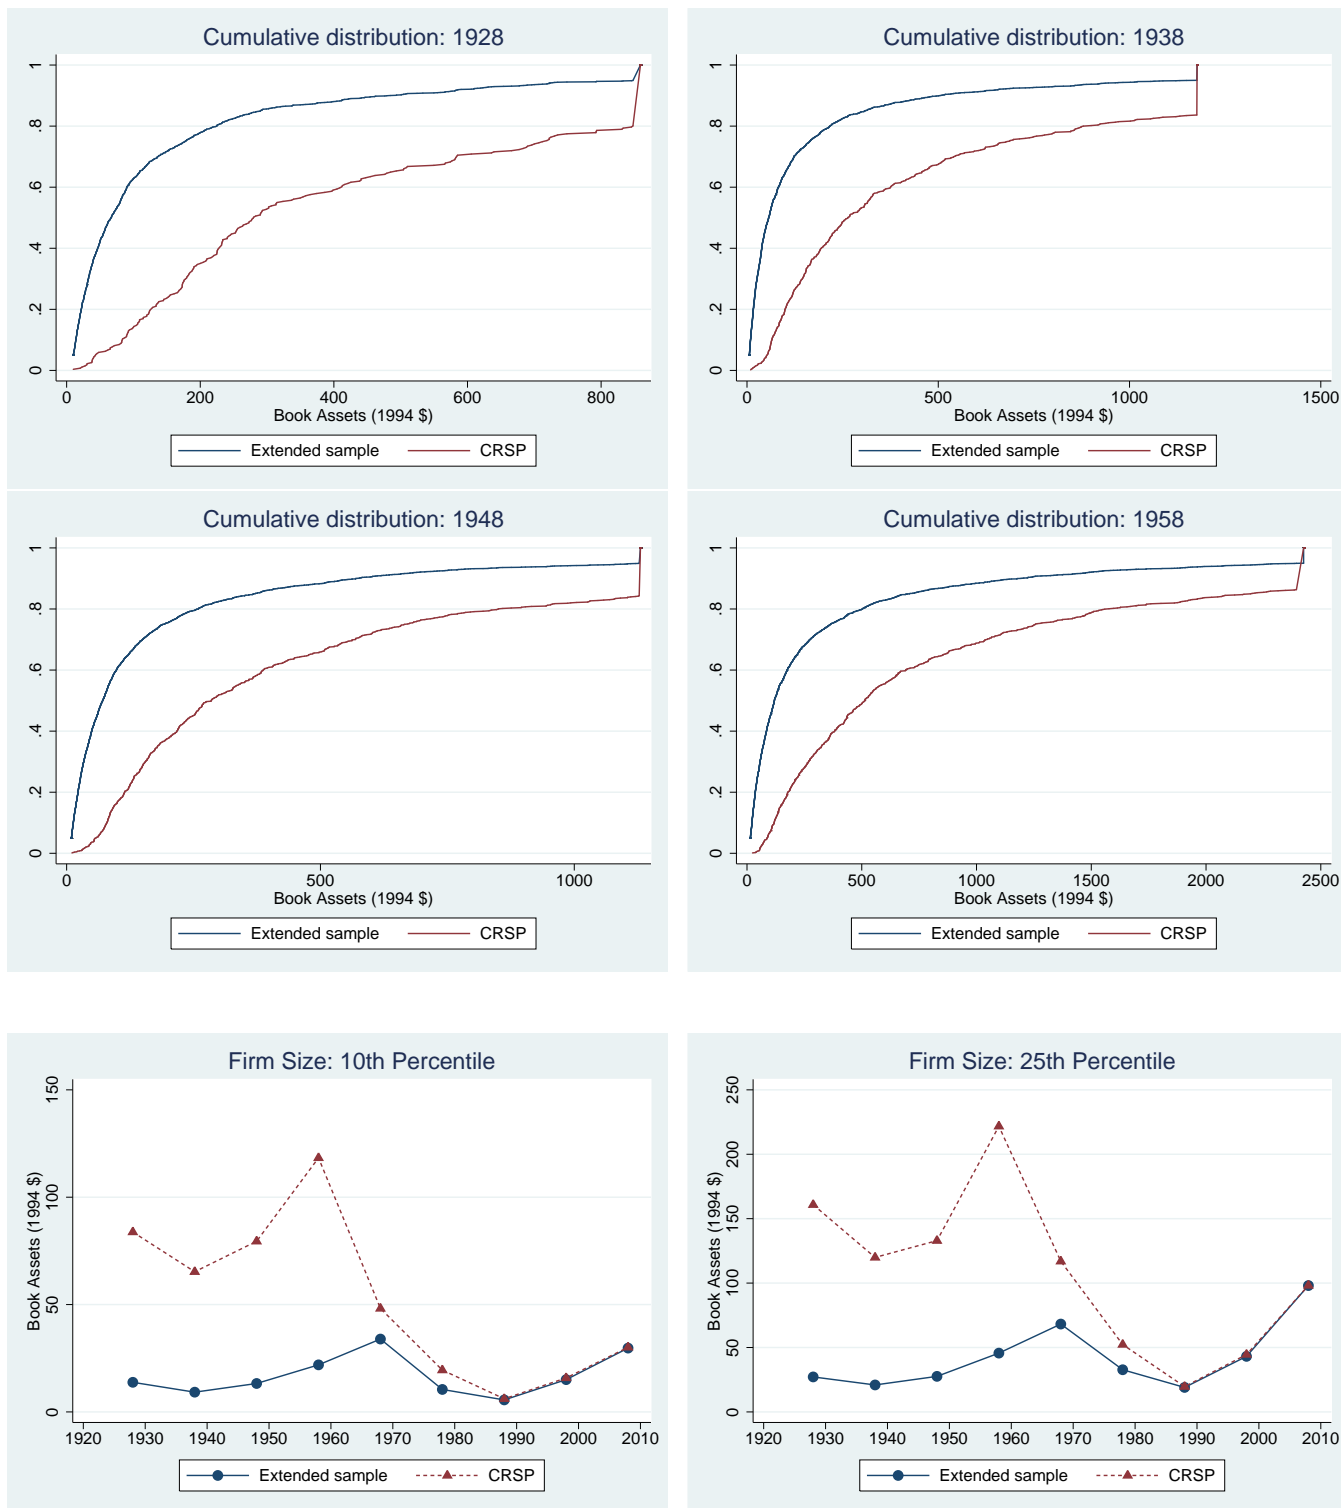 Cumulative distribution: 1928
1
.8
.6
.4
.2
0
0 200 400 600 800
Book Assets (1994 $)
Extended sample CRSP
Cumulative distribution: 1938
1
.8
.6
.4
.2
0
0 500 1000 1500
Book Assets (1994 $)
Extended sample CRSP
Cumulative distribution: 1948
1
.8
.6
.4
.2
0
0 500 1000
Book Assets (1994 $)
Extended sample CRSP
Cumulative distribution: 1958
1
.8
.6
.4
.2
0
0 500 1000 1500 2000 2500
Book Assets (1994 $)
Extended sample CRSP
Firm Size: 10th Percentile
Book Assets (1994 $)
150
100
50
0
1920 1930 1940 1950 1960 1970 1980 1990 2000 2010
Extended sample CRSP
Firm Size: 25th Percentile
Book Assets (1994 $)
250
200
150
100
50
0
1920 1930 1940 1950 1960 1970 1980 1990 2000 2010
Extended sample CRSP